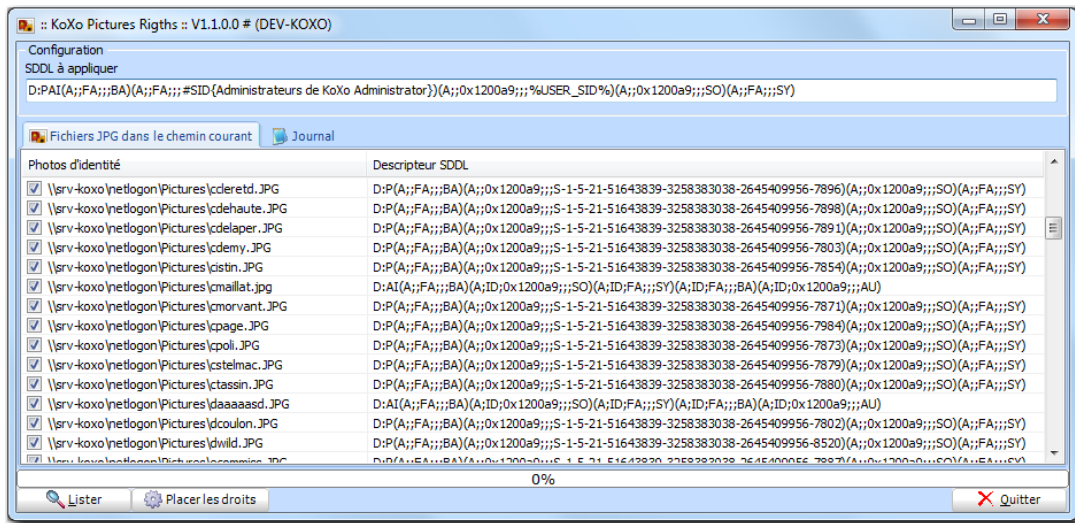 :: KoXo Pictures Rigths :: V1.1.0.0 # (DEV-KOXO)
Configuration
SDDL à appliquer
D:PAI(A;;FA;;;BA)(A;;FA;;;#SID{Administrateurs de KoXo Administrator})(A;;0x1200a9;;;%USER_SID%)(A;;0x1200a9;;;SO)(A;;FA;;;SY)
Fichiers JPG dans le chemin courant Journal
Photos d'identité Descripteur SDDL
\\srv-koxo\netlogon\Pictures\ccleretd.JPG D:P(A;;FA;;;BA)(A;;0x1200a9;;;S-1-5-21-51643839-3258383038-2645409956-7896)(A;;0x1200a9;;;SO)(A;;FA;;;SY)
\\srv-koxo\netlogon\Pictures\cdehaute.JPG D:P(A;;FA;;;BA)(A;;0x1200a9;;;S-1-5-21-51643839-3258383038-2645409956-7898)(A;;0x1200a9;;;SO)(A;;FA;;;SY)
\\srv-koxo\netlogon\Pictures\cdelaper.JPG D:P(A;;FA;;;BA)(A;;0x1200a9;;;S-1-5-21-51643839-3258383038-2645409956-7891)(A;;0x1200a9;;;SO)(A;;FA;;;SY)
\\srv-koxo\netlogon\Pictures\cdemy.JPG D:P(A;;FA;;;BA)(A;;0x1200a9;;;S-1-5-21-51643839-3258383038-2645409956-7803)(A;;0x1200a9;;;SO)(A;;FA;;;SY)
\\srv-koxo\netlogon\Pictures\cistin.JPG D:P(A;;FA;;;BA)(A;;0x1200a9;;;S-1-5-21-51643839-3258383038-2645409956-7854)(A;;0x1200a9;;;SO)(A;;FA;;;SY)
\\srv-koxo\netlogon\Pictures\cmaillat.jpg D:AI(A;;FA;;;BA)(A;ID;0x1200a9;;;SO)(A;ID;FA;;;SY)(A;ID;FA;;;BA)(A;ID;0x1200a9;;;AU)
\\srv-koxo\netlogon\Pictures\cmorvant.JPG D:P(A;;FA;;;BA)(A;;0x1200a9;;;S-1-5-21-51643839-3258383038-2645409956-7871)(A;;0x1200a9;;;SO)(A;;FA;;;SY)
\\srv-koxo\netlogon\Pictures\cpage.JPG D:P(A;;FA;;;BA)(A;;0x1200a9;;;S-1-5-21-51643839-3258383038-2645409956-7984)(A;;0x1200a9;;;SO)(A;;FA;;;SY)
\\srv-koxo\netlogon\Pictures\cpoli.JPG D:P(A;;FA;;;BA)(A;;0x1200a9;;;S-1-5-21-51643839-3258383038-2645409956-7873)(A;;0x1200a9;;;SO)(A;;FA;;;SY)
\\srv-koxo\netlogon\Pictures\cstelmac.JPG D:P(A;;FA;;;BA)(A;;0x1200a9;;;S-1-5-21-51643839-3258383038-2645409956-7879)(A;;0x1200a9;;;SO)(A;;FA;;;SY)
\\srv-koxo\netlogon\Pictures\ctassin.JPG D:P(A;;FA;;;BA)(A;;0x1200a9;;;S-1-5-21-51643839-3258383038-2645409956-7880)(A;;0x1200a9;;;SO)(A;;FA;;;SY)
\\srv-koxo\netlogon\Pictures\daaaaasd.JPG D:AI(A;;FA;;;BA)(A;ID;0x1200a9;;;SO)(A;ID;FA;;;SY)(A;ID;FA;;;BA)(A;ID;0x1200a9;;;AU)
\\srv-koxo\netlogon\Pictures\dcoulon.JPG D:P(A;;FA;;;BA)(A;;0x1200a9;;;S-1-5-21-51643839-3258383038-2645409956-7802)(A;;0x1200a9;;;SO)(A;;FA;;;SY)
\\srv-koxo\netlogon\Pictures\dwild.JPG D:P(A;;FA;;;BA)(A;;0x1200a9;;;S-1-5-21-51643839-3258383038-2645409956-8520)(A;;0x1200a9;;;SO)(A;;FA;;;SY)
0%
Lister Placer les droits Quitter